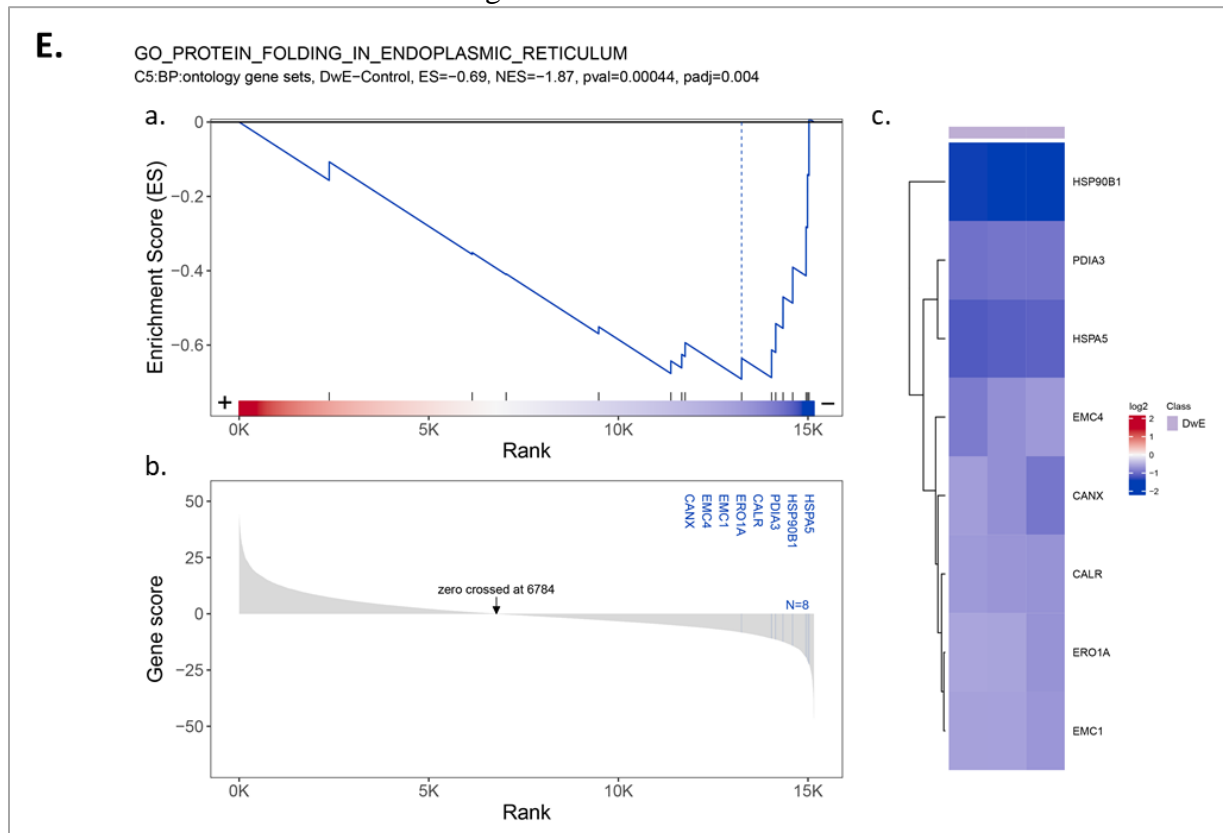 E.
GO_PROTEIN_FOLDING_IN_ENDOPLASMIC_RETICULUM
C5:BP:ontology gene sets, DwE−Control, ES=−0.69, NES=−1.87, pval=0.00044, padj=0.004
a.
Enrichment Score (ES)
0
−0.2
−0.4
−0.6
+
−
0K
5K
10K
15K
Rank
b.
Gene score
50
25
0
−25
−50
zero crossed at 6784
CANX
EMC4
EMC1
ERO1A
CALR
PDIA3
HSP90B1
HSPA5
N=8
0K
5K
10K
15K
Rank
c.
HSP90B1
PDIA3
HSPA5
EMC4
CANX
CALR
ERO1A
EMC1
log2
2
1
0
−1
−2
Class
DwE